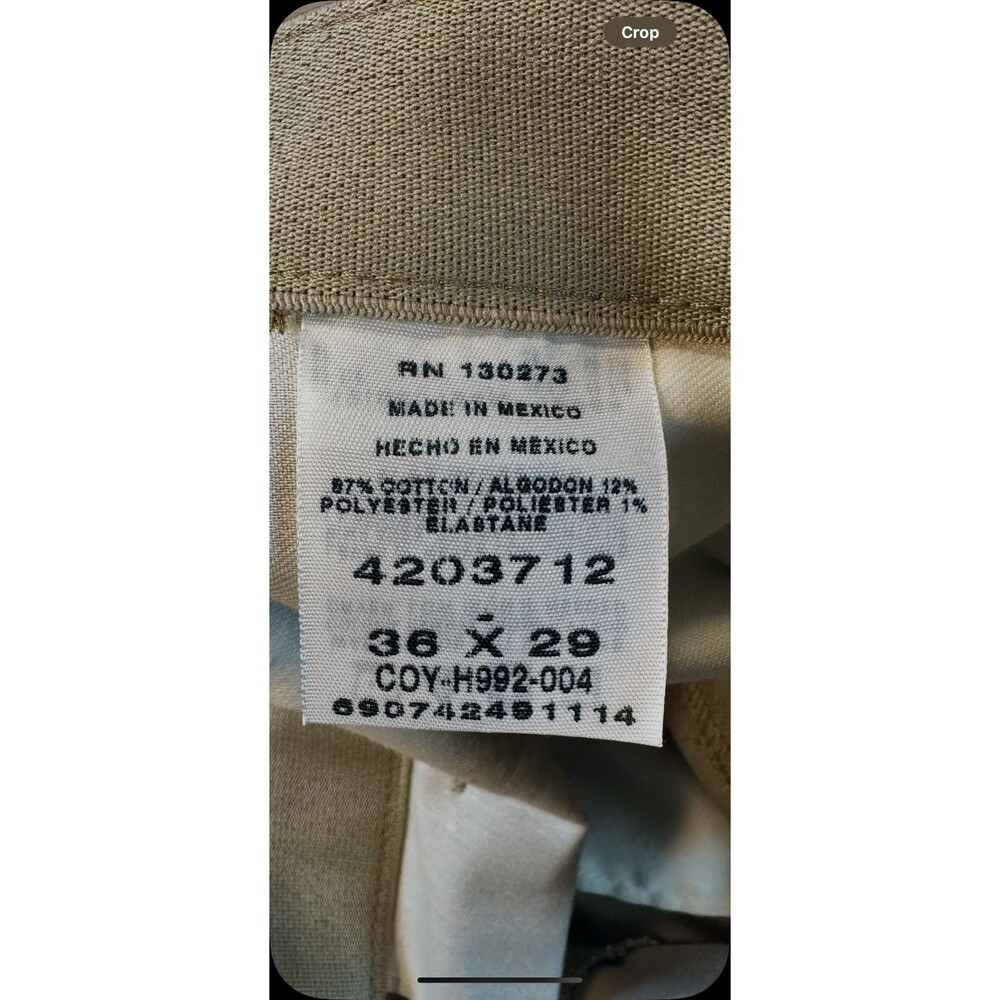 Crop
RN 130273
MADE IN MEXICO
HECHO EN MÉXICO
87% COTTON / ALGODON 12%
POLYESTER / POLIESTER 1%
ELASTANE
4203712
-
36 X 29
COY-H992-004
690742491114